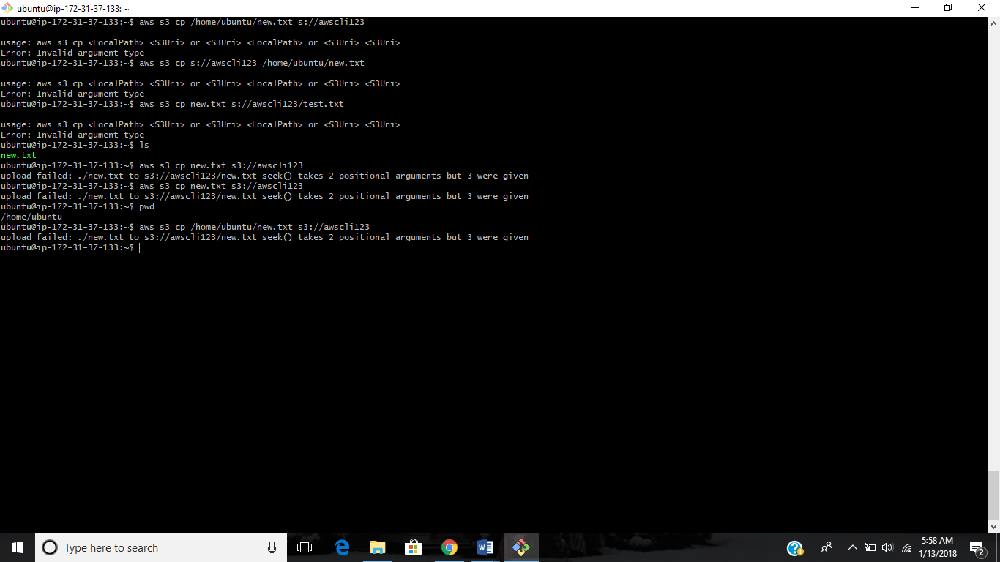 ubuntu@ip-172-31-37-133: ~
ubuntu@ip-172-31-37-133:~$ aws s3 cp /home/ubuntu/new.txt s://awscli123
usage: aws s3 cp <LocalPath> <S3Uri> or <S3Uri> <LocalPath> or <S3Uri> <S3Uri>
Error: Invalid argument type
ubuntu@ip-172-31-37-133:~$ aws s3 cp s://awscli123 /home/ubuntu/new.txt
usage: aws s3 cp <LocalPath> <S3Uri> or <S3Uri> <LocalPath> or <S3Uri> <S3Uri>
Error: Invalid argument type
ubuntu@ip-172-31-37-133:~$ aws s3 cp new.txt s://awscli123/test.txt
usage: aws s3 cp <LocalPath> <S3Uri> or <S3Uri> <LocalPath> or <S3Uri> <S3Uri>
Error: Invalid argument type
ubuntu@ip-172-31-37-133:~$ ls
new.txt
ubuntu@ip-172-31-37-133:~$ aws s3 cp new.txt s3://awscli123
upload failed: ./new.txt to s3://awscli123/new.txt seek() takes 2 positional arguments but 3 were given
ubuntu@ip-172-31-37-133:~$ aws s3 cp new.txt s3://awscli123
upload failed: ./new.txt to s3://awscli123/new.txt seek() takes 2 positional arguments but 3 were given
ubuntu@ip-172-31-37-133:~$ pwd
/home/ubuntu
ubuntu@ip-172-31-37-133:~$ aws s3 cp /home/ubuntu/new.txt s3://awscli123
upload failed: ./new.txt to s3://awscli123/new.txt seek() takes 2 positional arguments but 3 were given
ubuntu@ip-172-31-37-133:~$
Type here to search
5:58 AM
1/13/2018
2